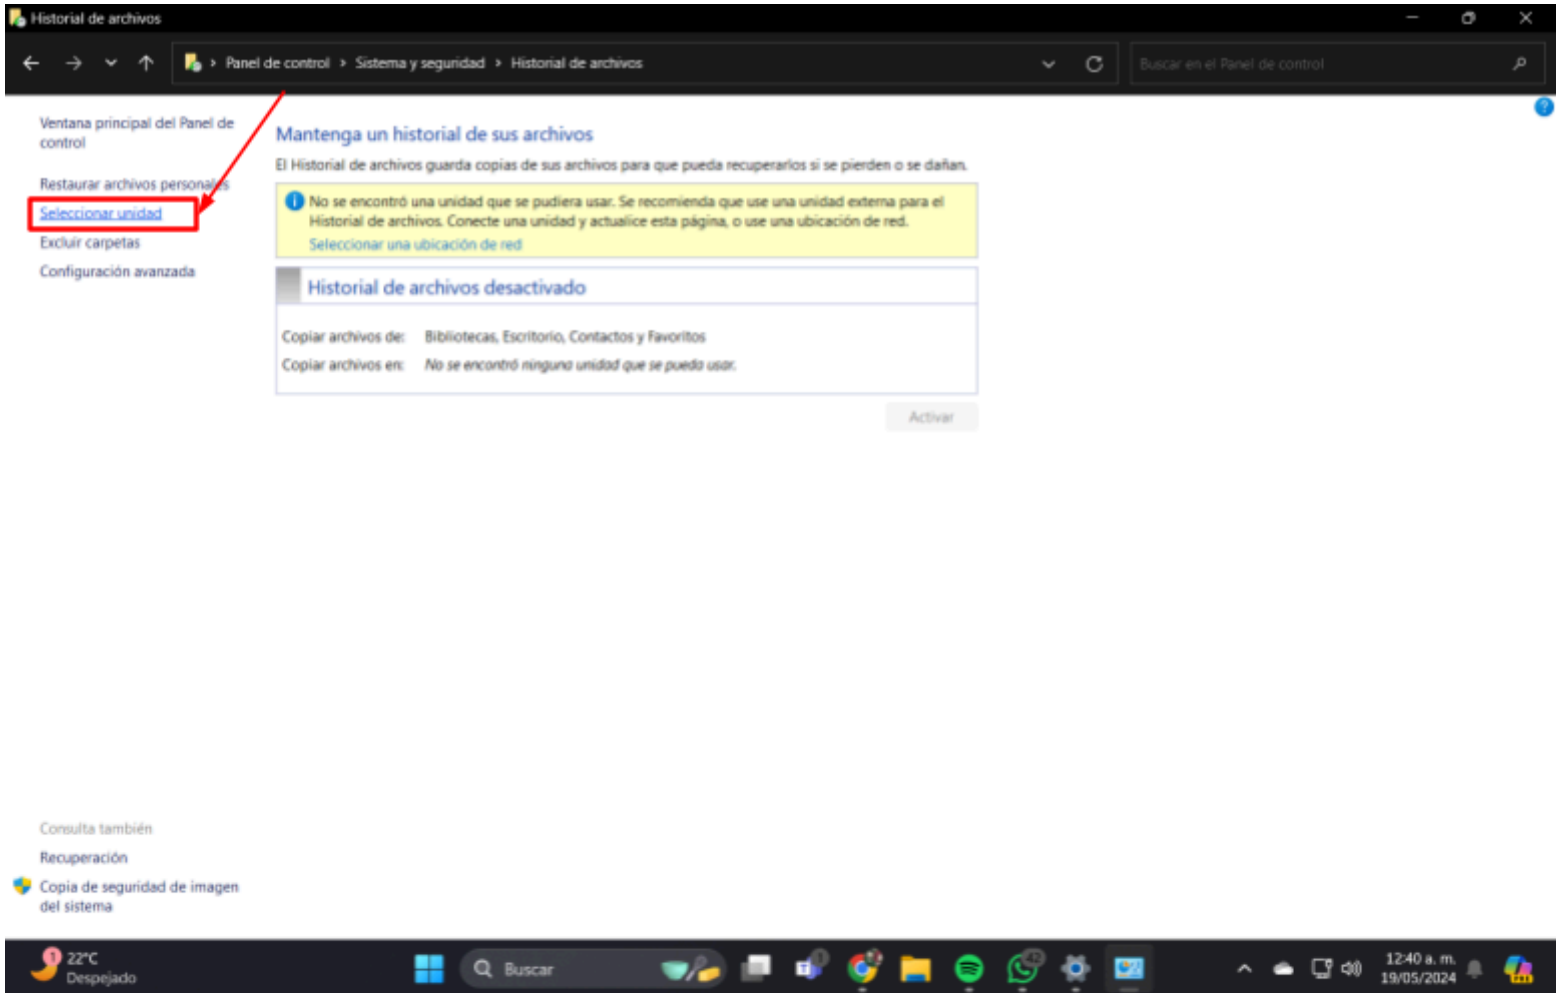 Historial de archivos
Panel de control > Sistema y seguridad > Historial de archivos
Buscar en el Panel de control
Ventana principal del Panel de
control
Restaurar archivos personales
Seleccionar unidad
Excluir carpetas
Configuración avanzada
Mantenga un historial de sus archivos
El Historial de archivos guarda copias de sus archivos para que pueda recuperarlos si se pierden o se dañan.
No se encontró una unidad que se pudiera usar. Se recomienda que use una unidad externa para el
Historial de archivos. Conecte una unidad y actualice esta página, o use una ubicación de red.
Seleccionar una ubicación de red
Historial de archivos desactivado
Copiar archivos de: Bibliotecas, Escritorio, Contactos y Favoritos
Copiar archivos en: No se encontró ninguna unidad que se pueda usar.
Activar
Consulta también
Recuperación
Copia de seguridad de imagen
del sistema
1
22°C
Despejado
Buscar
12:40 a. m.
19/05/2024
PRE